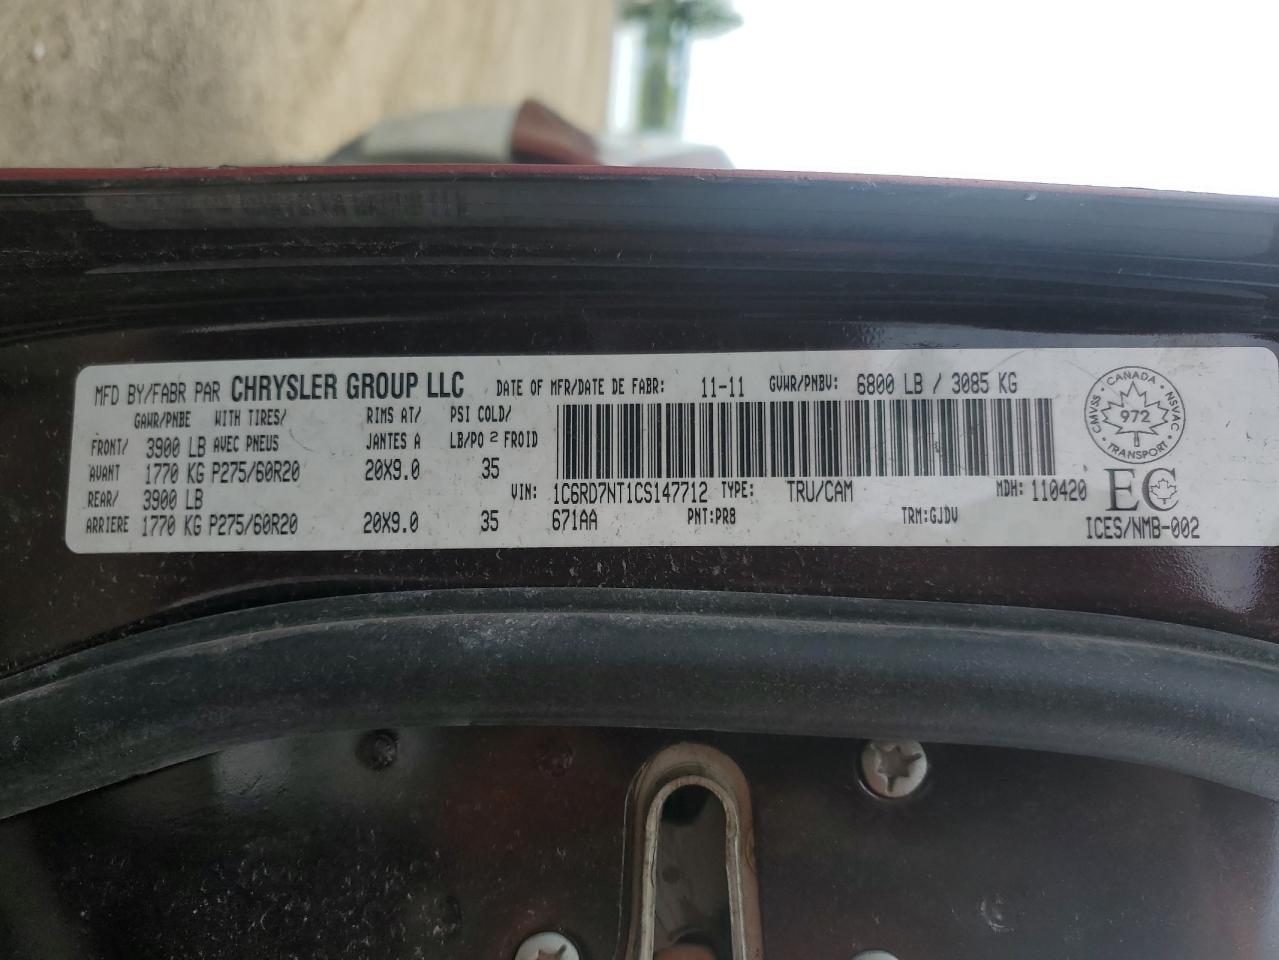 MFD BY/FABR PAR CHRYSLER GROUP LLC DATE OF MFR/DATE DE FABR: 11-11 GVWR/PNBV: 6800 LB / 3085 KG
GAWR/PNBE WITH TIRES/ RIMS AT/ PSI COLD/
FRONT/ 3900 LB AVEC PNEUS JANTES A LB/PO 2 FROID
AVANT 1770 KG P275/60R20 20X9.0 35
REAR/ 3900 LB VIN: 1C6RD7NT1CS147712 TYPE: TRU/CAM MDH: 110420
ARRIERE 1770 KG P275/60R20 20X9.0 35 671AA PNT:PR8 TRM:GJDV
CANADA
CMVSS 972 NSVAC
TRANSPORT
EC
ICES/NMB-002